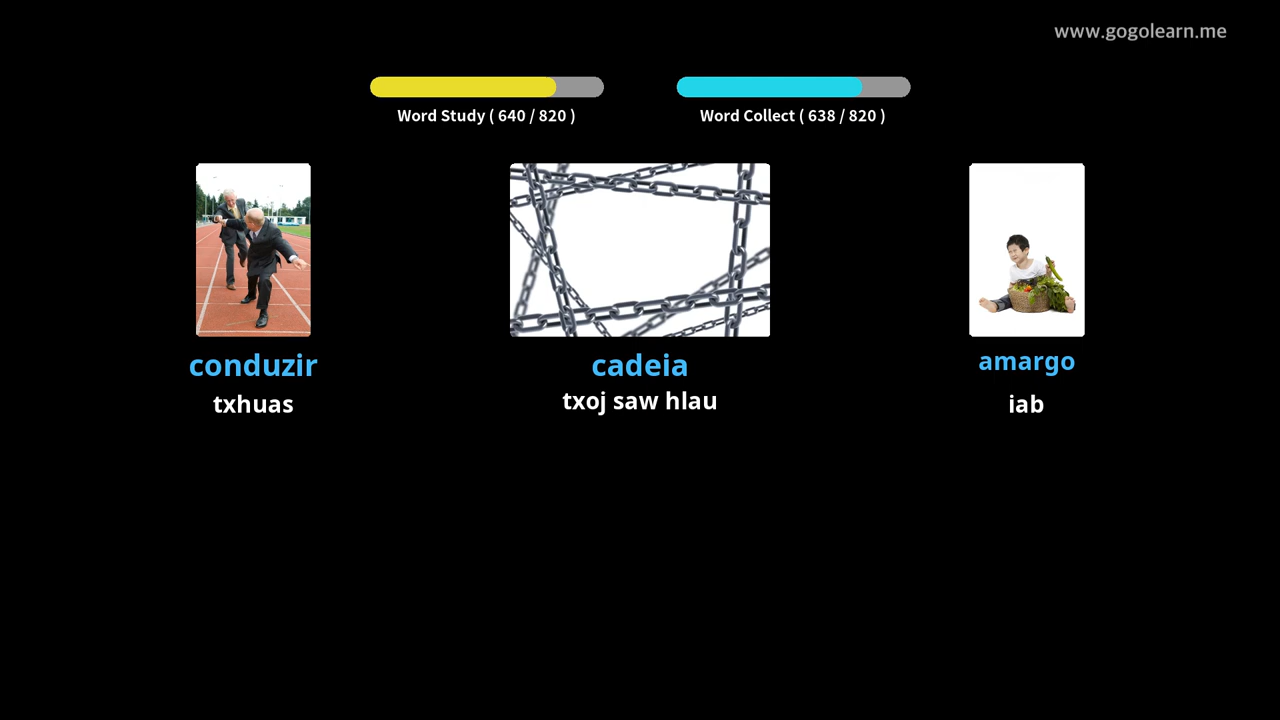 www.gogolearn.me
Word Study ( 640 / 820 )
Word Collect ( 638 / 820 )
conduzir
txhuas
cadeia
txoj saw hlau
amargo
iab